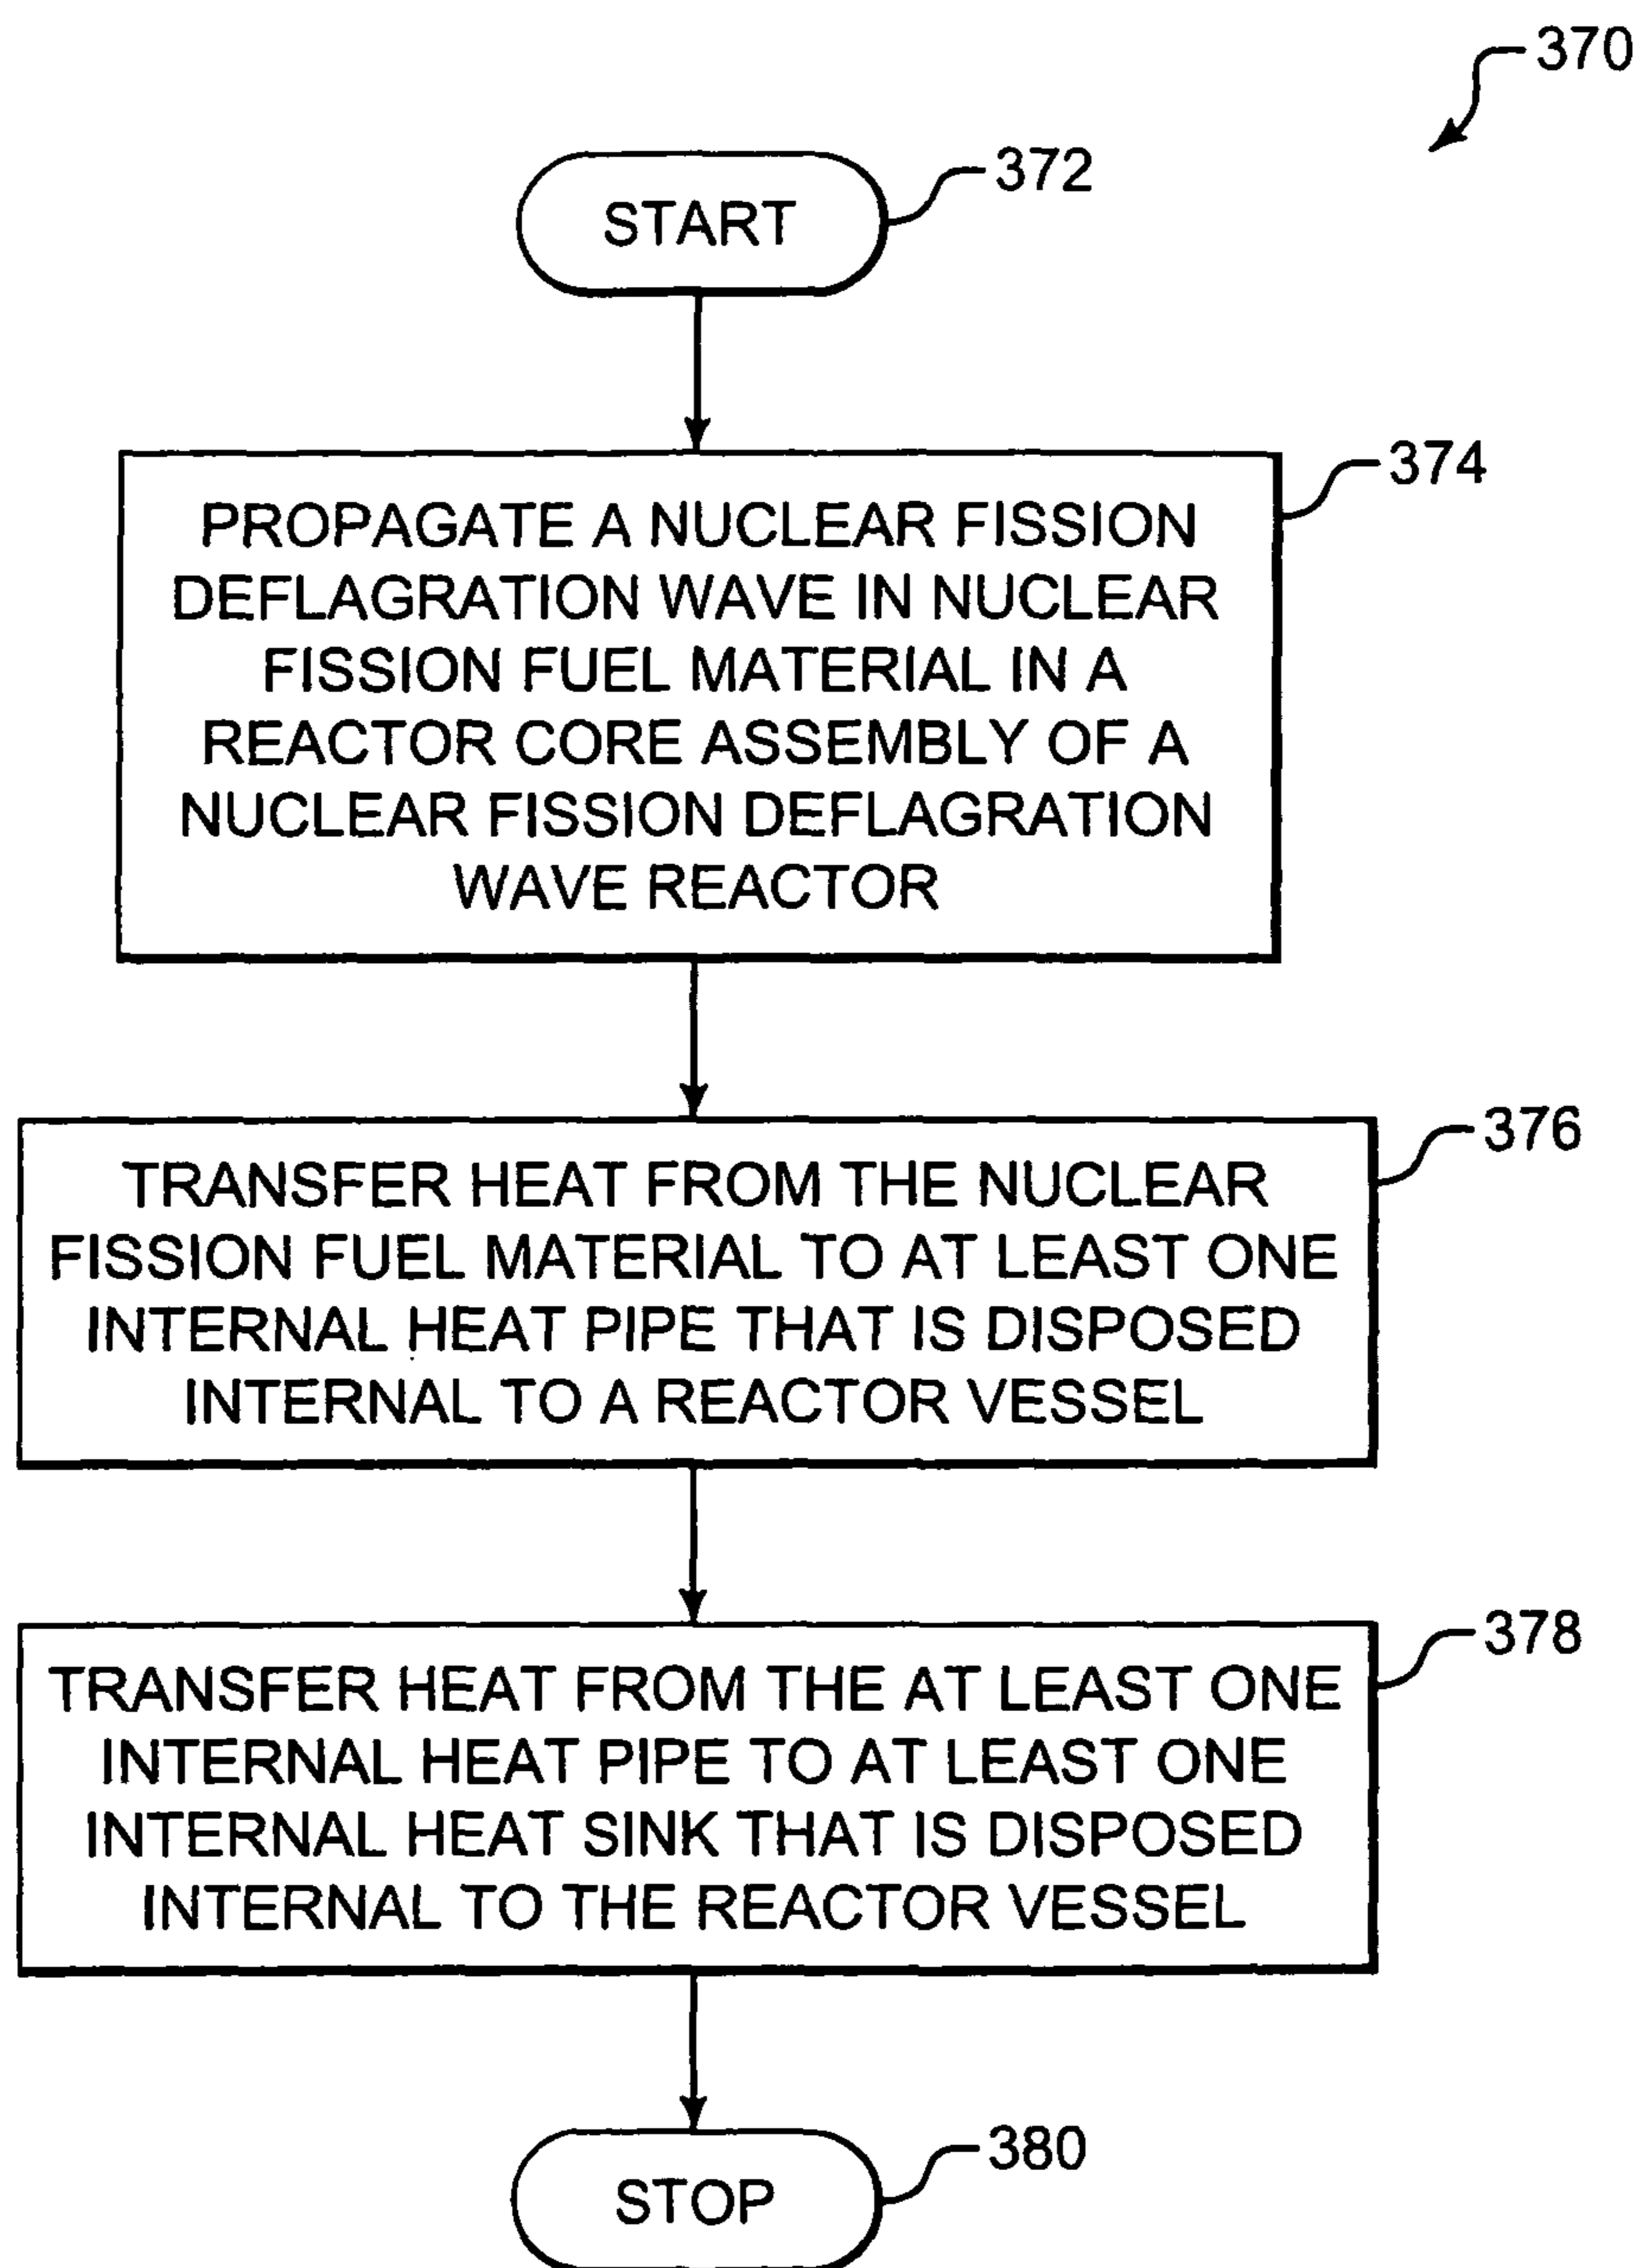 370
372
START
374
PROPAGATE A NUCLEAR FISSION
DEFLAGRATION WAVE IN NUCLEAR
FISSION FUEL MATERIAL IN A
REACTOR CORE ASSEMBLY OF A
NUCLEAR FISSION DEFLAGRATION
WAVE REACTOR
376
TRANSFER HEAT FROM THE NUCLEAR
FISSION FUEL MATERIAL TO AT LEAST ONE
INTERNAL HEAT PIPE THAT IS DISPOSED
INTERNAL TO A REACTOR VESSEL
378
TRANSFER HEAT FROM THE AT LEAST ONE
INTERNAL HEAT PIPE TO AT LEAST ONE
INTERNAL HEAT SINK THAT IS DISPOSED
INTERNAL TO THE REACTOR VESSEL
380
STOP